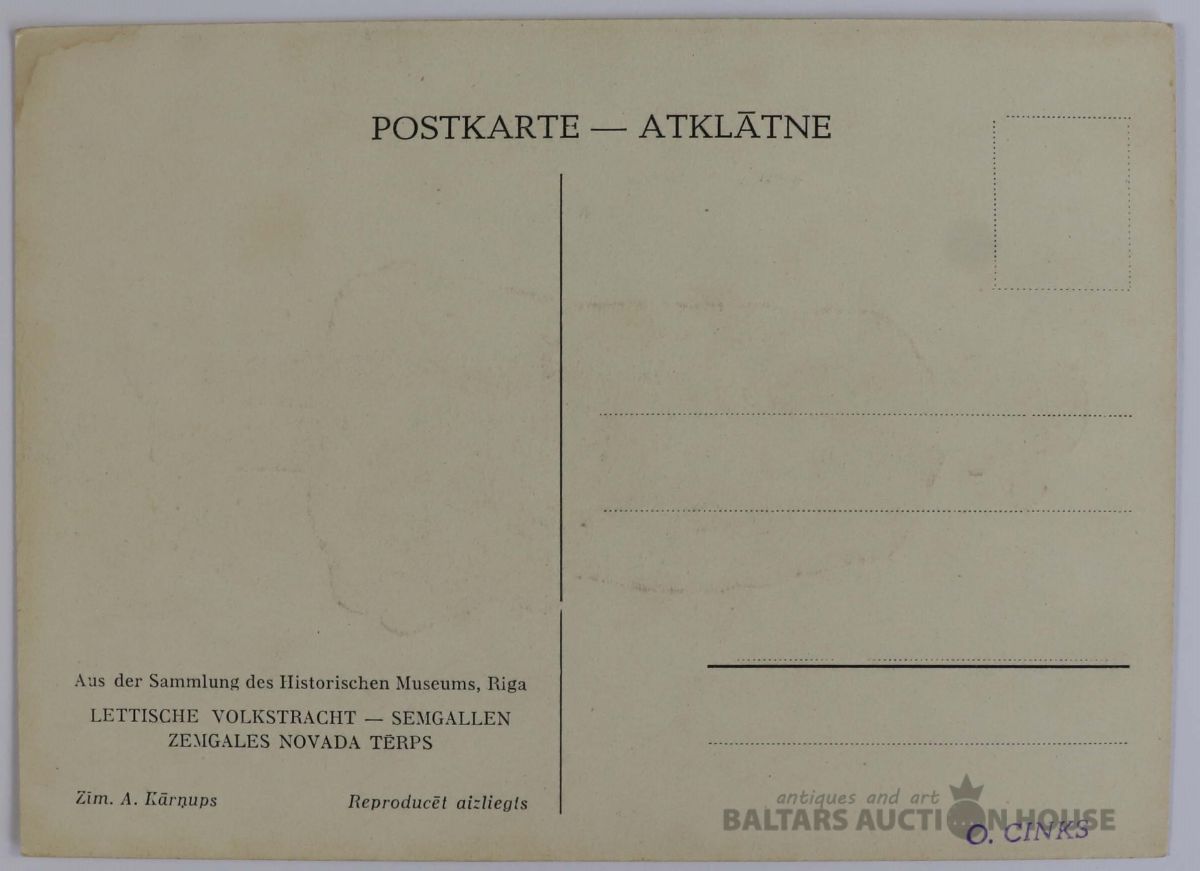 POSTKARTE — ATKLĀTNE
Aus der Sammlung des Historischen Museums, Riga
LETTISCHE VOLKSTRACHT — SEMGALLEN
ZEMGALES NOVADA TĒRPS
Zīm. A. Kārņups
Reproducēt aizliegts
antiques and art
BALTARS AUCTION HOUSE
O. CINKS